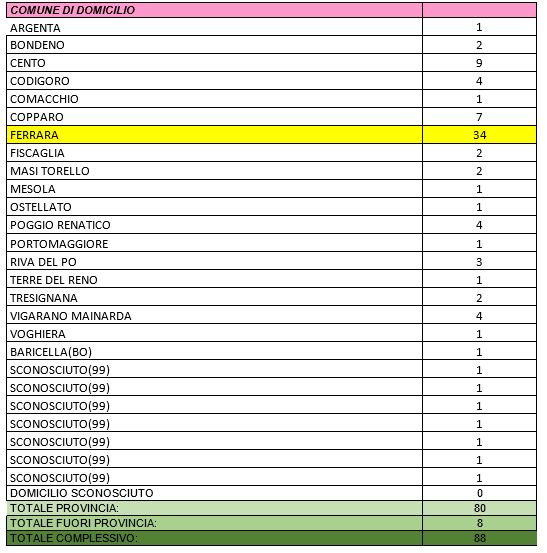 COMUNE DI DOMICILIO
ARGENTA 1
BONDENO 2
CENTO 9
CODIGORO 4
COMACCHIO 1
COPPARO 7
FERRARA 34
FISCAGLIA 2
MASI TORELLO 2
MESOLA 1
OSTELLATO 1
POGGIO RENATICO 4
PORTOMAGGIORE 1
RIVA DEL PO 3
TERRE DEL RENO 1
TRESIGNANA 2
VIGARANO MAINARDA 4
VOGHIERA 1
BARICELLA(BO) 1
SCONOSCIUTO(99) 1
SCONOSCIUTO(99) 1
SCONOSCIUTO(99) 1
SCONOSCIUTO(99) 1
SCONOSCIUTO(99) 1
SCONOSCIUTO(99) 1
SCONOSCIUTO(99) 1
DOMICILIO SCONOSCIUTO 0
TOTALE PROVINCIA: 80
TOTALE FUORI PROVINCIA: 8
TOTALE COMPLESSIVO: 88